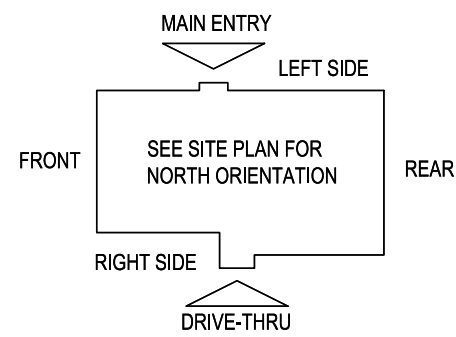 MAIN ENTRY
LEFT SIDE
FRONT
SEE SITE PLAN FOR
NORTH ORIENTATION
REAR
RIGHT SIDE
DRIVE-THRU